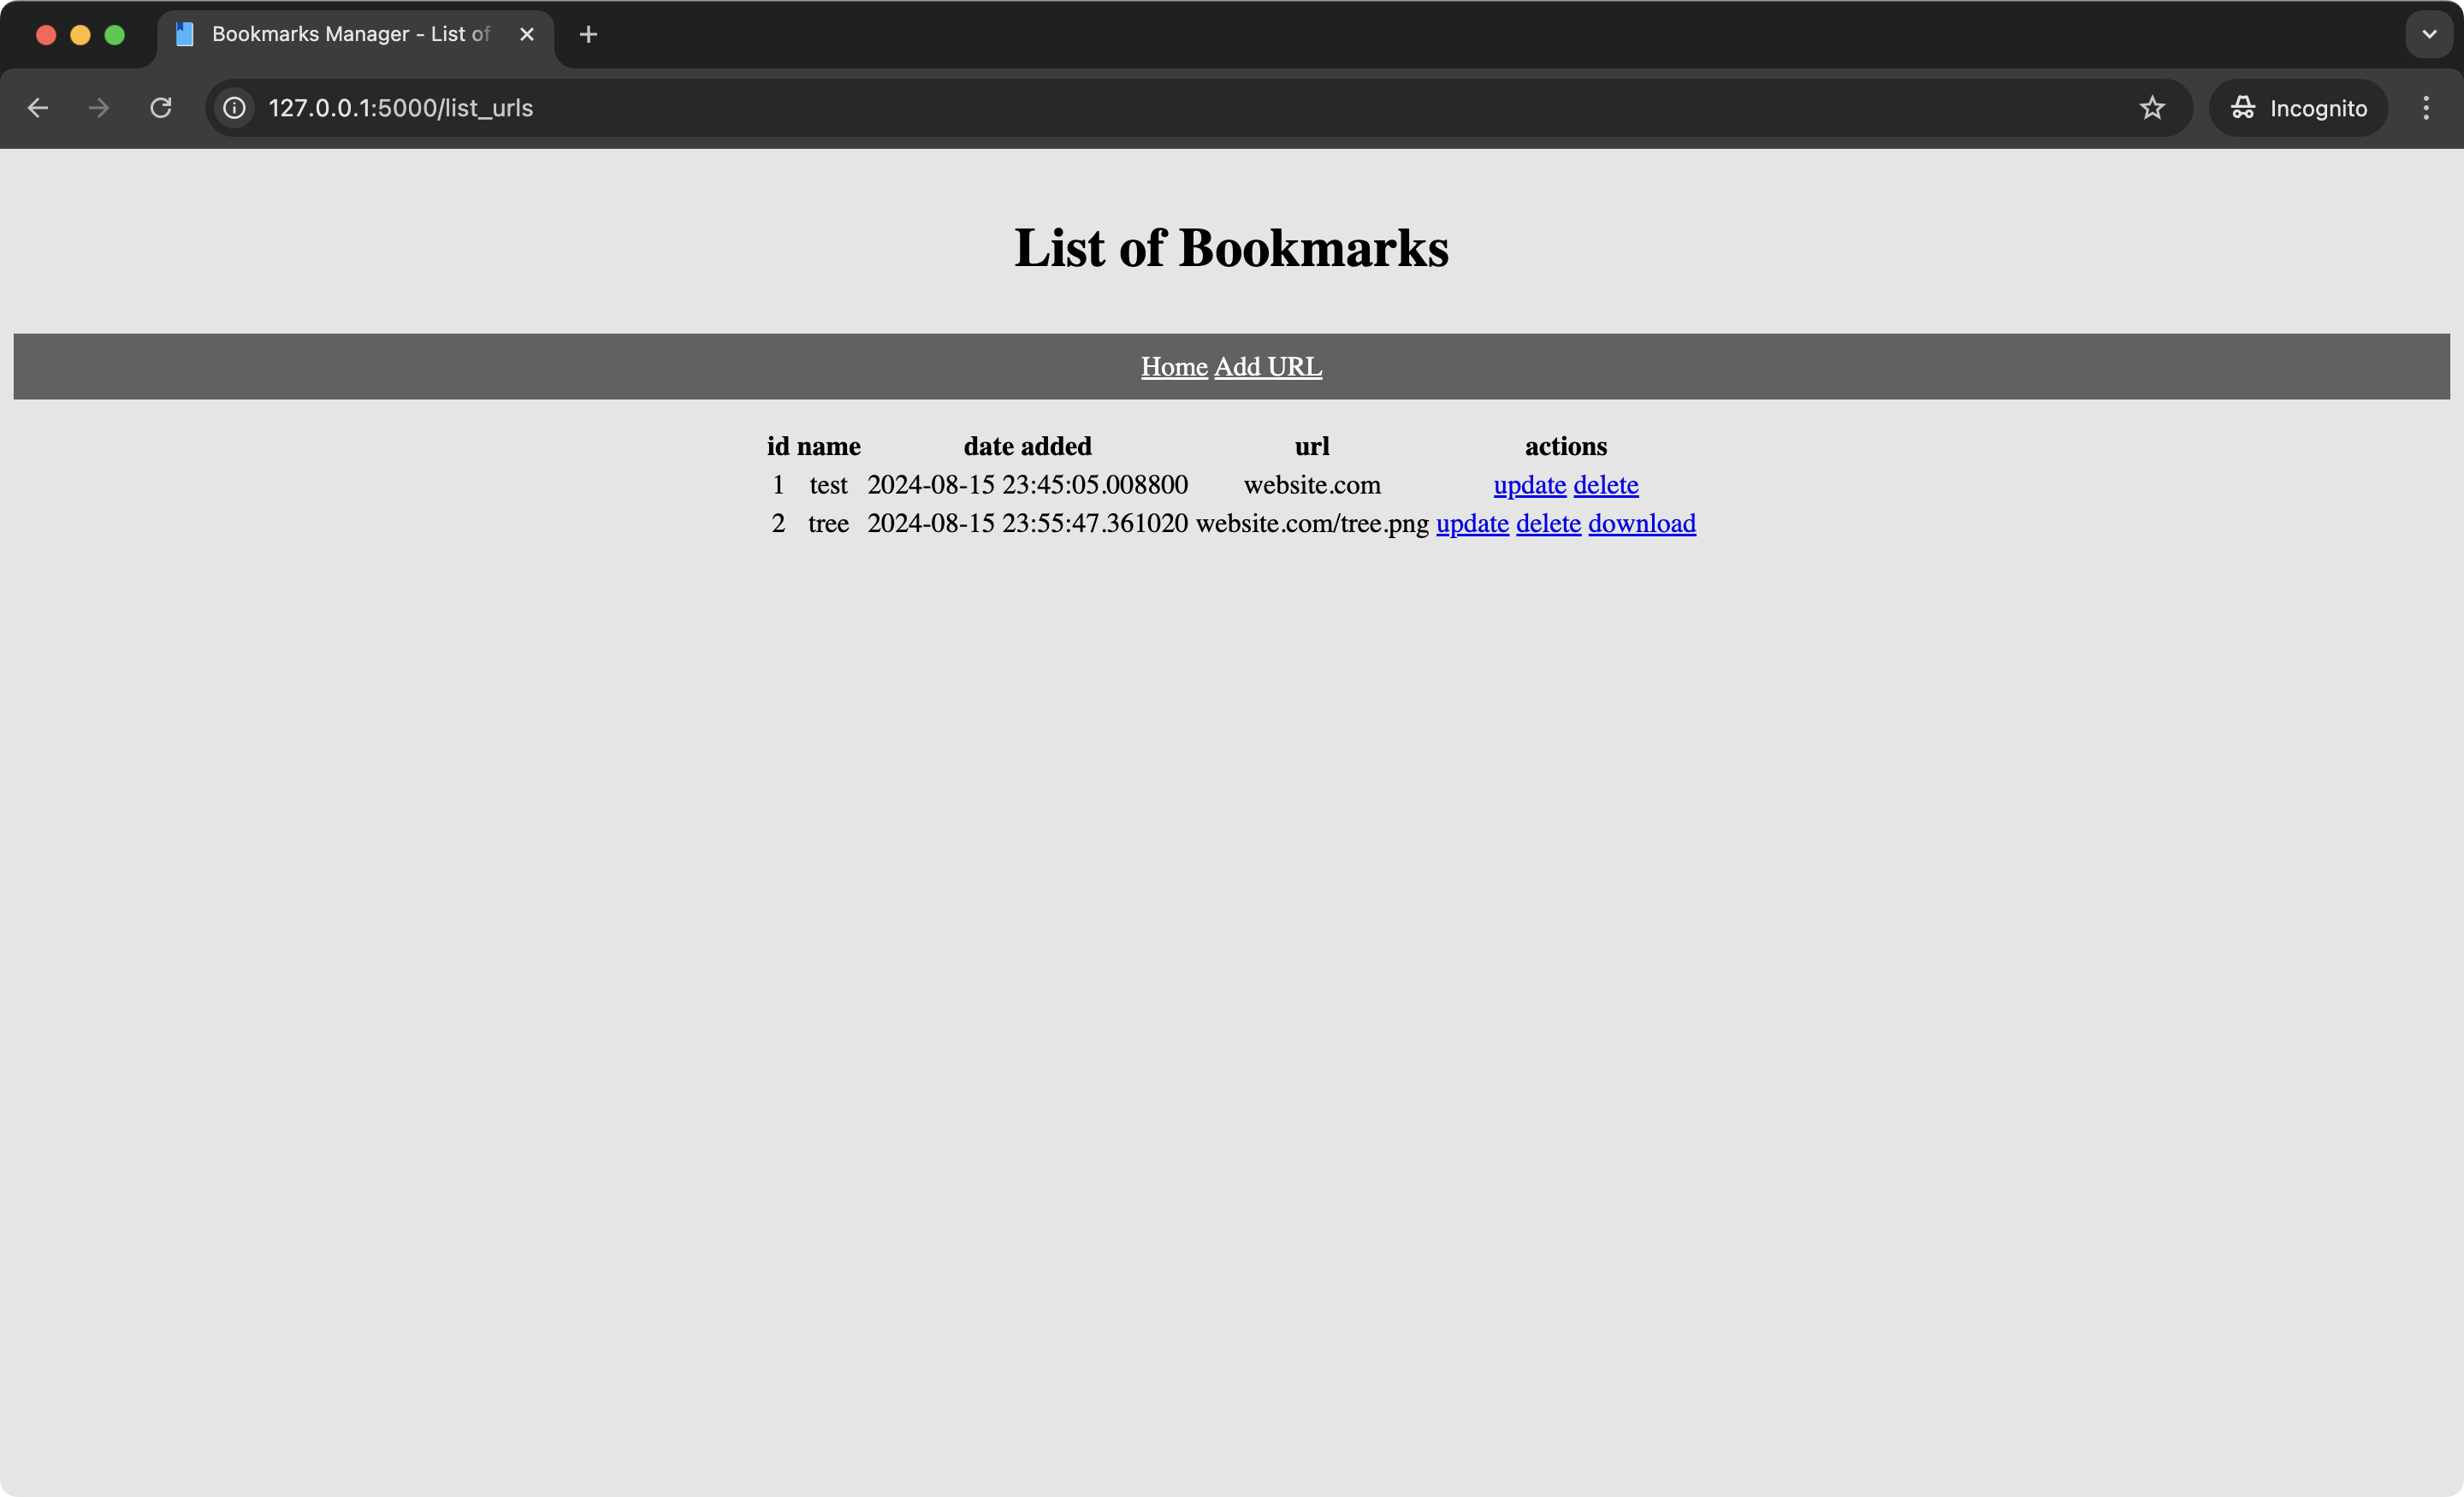 Bookmarks Manager - List of
127.0.0.1:5000/list_urls
Incognito
List of Bookmarks
Home Add URL
id name date added url actions
1 test 2024-08-15 23:45:05.008800 website.com update delete
2 tree 2024-08-15 23:55:47.361020 website.com/tree.png update delete download